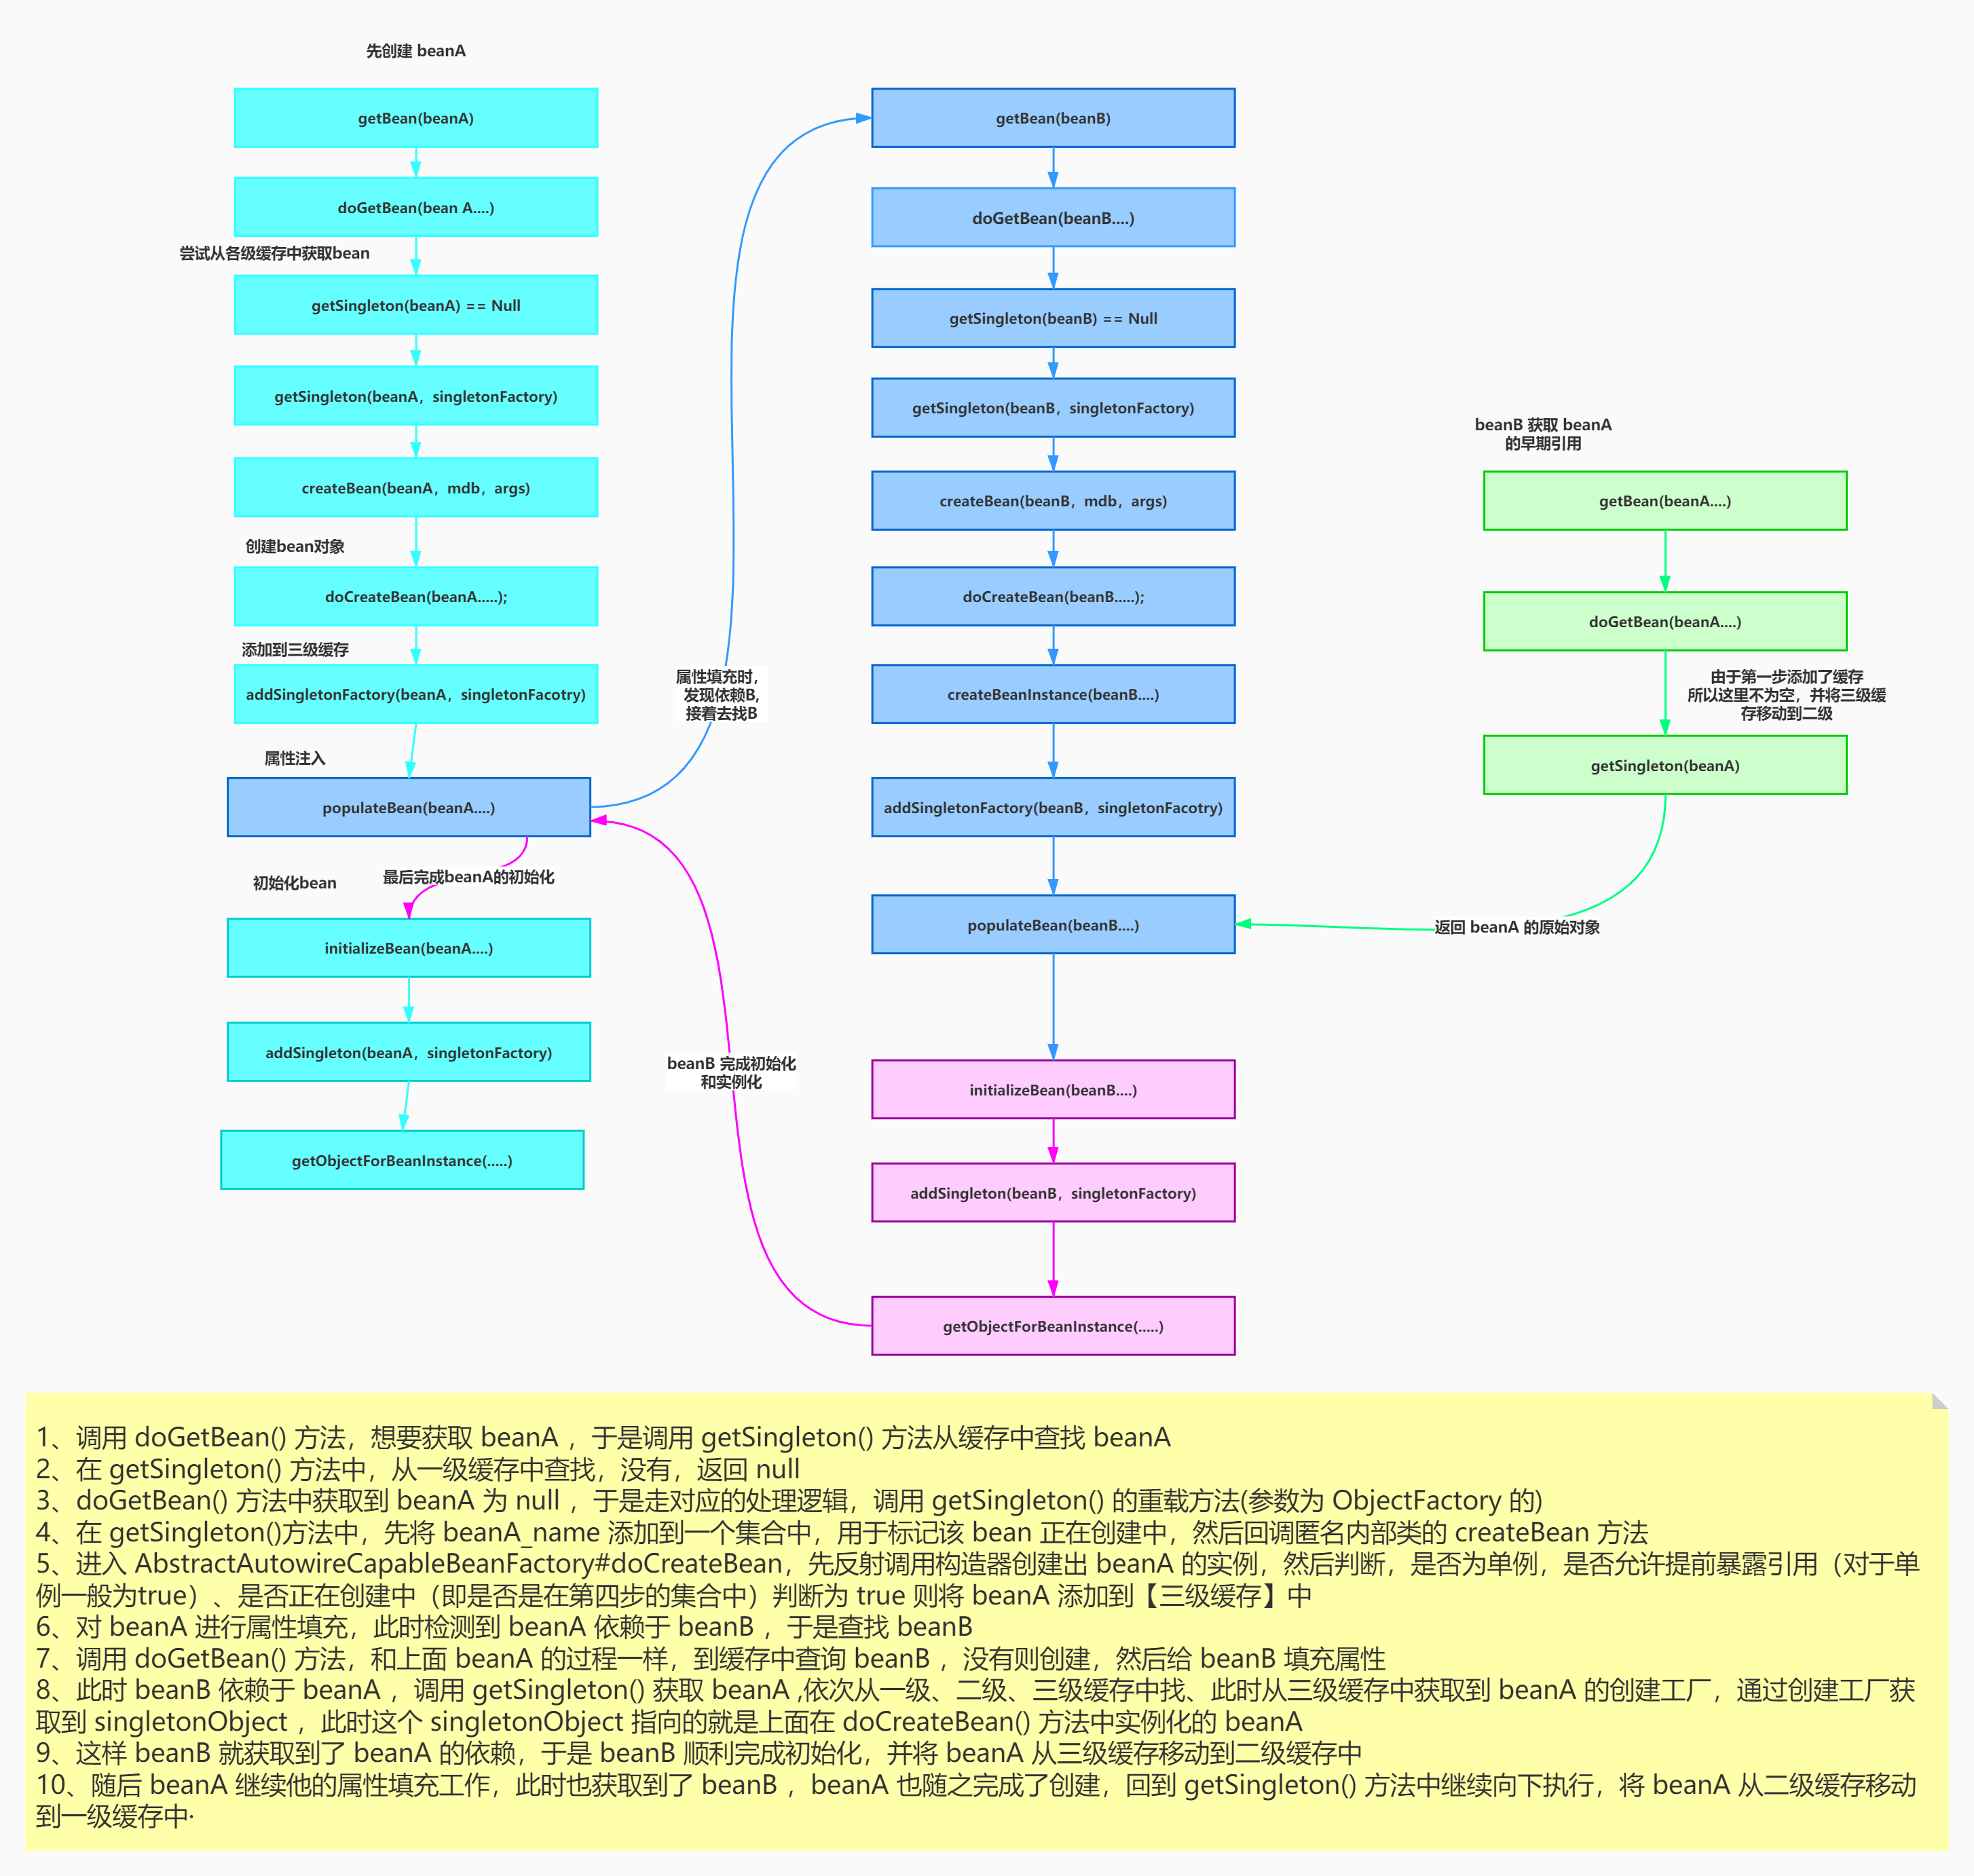 先创建 beanA
getBean(beanA)
doGetBean(bean A....)
尝试从各级缓存中获取bean
getSingleton(beanA) == Null
getSingleton(beanA，singletonFactory)
createBean(beanA，mdb，args)
创建bean对象
doCreateBean(beanA.....);
添加到三级缓存
addSingletonFactory(beanA，singletonFacotry)
属性注入
populateBean(beanA....)
初始化bean
最后完成beanA的初始化
initializeBean(beanA....)
addSingleton(beanA，singletonFactory)
getObjectForBeanInstance(.....)
属性填充时，
发现依赖B,
接着去找B
getBean(beanB)
doGetBean(beanB....)
getSingleton(beanB) == Null
getSingleton(beanB，singletonFactory)
createBean(beanB，mdb，args)
doCreateBean(beanB.....);
createBeanInstance(beanB....)
addSingletonFactory(beanB，singletonFacotry)
populateBean(beanB....)
initializeBean(beanB....)
addSingleton(beanB，singletonFactory)
getObjectForBeanInstance(.....)
beanB 完成初始化
和实例化
beanB 获取 beanA
的早期引用
getBean(beanA....)
doGetBean(beanA....)
由于第一步添加了缓存
所以这里不为空，并将三级缓
存移动到二级
getSingleton(beanA)
返回 beanA 的原始对象
1、调用 doGetBean() 方法，想要获取 beanA ，于是调用 getSingleton() 方法从缓存中查找 beanA
2、在 getSingleton() 方法中，从一级缓存中查找，没有，返回 null
3、doGetBean() 方法中获取到 beanA 为 null ，于是走对应的处理逻辑，调用 getSingleton() 的重载方法(参数为 ObjectFactory 的)
4、在 getSingleton()方法中，先将 beanA_name 添加到一个集合中，用于标记该 bean 正在创建中，然后回调匿名内部类的 createBean 方法
5、进入 AbstractAutowireCapableBeanFactory#doCreateBean，先反射调用构造器创建出 beanA 的实例，然后判断，是否为单例，是否允许提前暴露引用（对于单
例一般为true）、是否正在创建中（即是否是在第四步的集合中）判断为 true 则将 beanA 添加到【三级缓存】中
6、对 beanA 进行属性填充，此时检测到 beanA 依赖于 beanB ，于是查找 beanB
7、调用 doGetBean() 方法，和上面 beanA 的过程一样，到缓存中查询 beanB ，没有则创建，然后给 beanB 填充属性
8、此时 beanB 依赖于 beanA ，调用 getSingleton() 获取 beanA ,依次从一级、二级、三级缓存中找、此时从三级缓存中获取到 beanA 的创建工厂，通过创建工厂获
取到 singletonObject ，此时这个 singletonObject 指向的就是上面在 doCreateBean() 方法中实例化的 beanA
9、这样 beanB 就获取到了 beanA 的依赖，于是 beanB 顺利完成初始化，并将 beanA 从三级缓存移动到二级缓存中
10、随后 beanA 继续他的属性填充工作，此时也获取到了 beanB ，beanA 也随之完成了创建，回到 getSingleton() 方法中继续向下执行，将 beanA 从二级缓存移动
到一级缓存中·